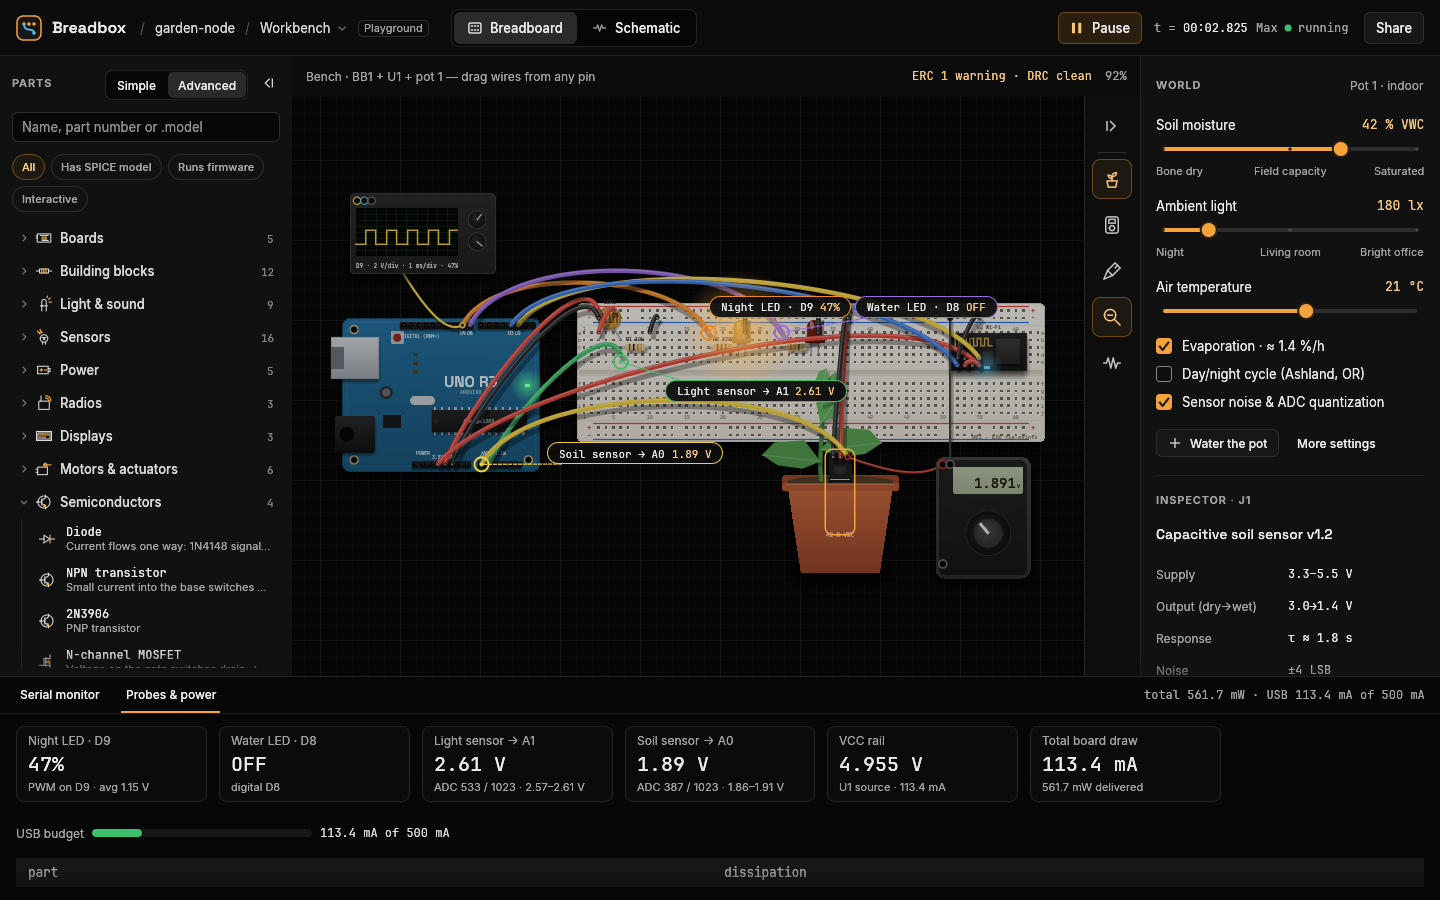 Breadbox / garden-node / Workbench Playground
Breadboard Schematic
Pause t = 00:02.825 Max running Share
PARTS Simple Advanced
Name, part number or .model
All Has SPICE model Runs firmware
Interactive
Boards 5
Building blocks 12
Light & sound 9
Sensors 16
Power 5
Radios 3
Displays 3
Motors & actuators 6
Semiconductors 4
Diode
Current flows one way: 1N4148 signal...
NPN transistor
Small current into the base switches ...
2N3906
PNP transistor
N-channel MOSFET
Bench · BB1 + U1 + pot 1 — drag wires from any pin
ERC 1 warning · DRC clean 92%
D9 · 2 V/div · 1 ms/div · 47%
Night LED · D9 47%
Water LED · D8 OFF
UNO R3
Light sensor → A1 2.61 V
Soil sensor → A0 1.89 V
POWER
1.891 V
WORLD Pot 1 · indoor
Soil moisture 42 % VWC
Bone dry Field capacity Saturated
Ambient light 180 lx
Night Living room Bright office
Air temperature 21 °C
Evaporation · ≈ 1.4 %/h
Day/night cycle (Ashland, OR)
Sensor noise & ADC quantization
Water the pot More settings
INSPECTOR · J1
Capacitive soil sensor v1.2
Supply 3.3–5.5 V
Output (dry→wet) 3.0→1.4 V
Response τ ≈ 1.8 s
Noise ±4 LSB
Serial monitor Probes & power
total 561.7 mW · USB 113.4 mA of 500 mA
Night LED · D9
47%
PWM on D9 · avg 1.15 V
Water LED · D8
OFF
digital D8
Light sensor → A1
2.61 V
ADC 533 / 1023 · 2.57–2.61 V
Soil sensor → A0
1.89 V
ADC 387 / 1023 · 1.86–1.91 V
VCC rail
4.955 V
U1 source · 113.4 mA
Total board draw
113.4 mA
561.7 mW delivered
USB budget 113.4 mA of 500 mA
part dissipation